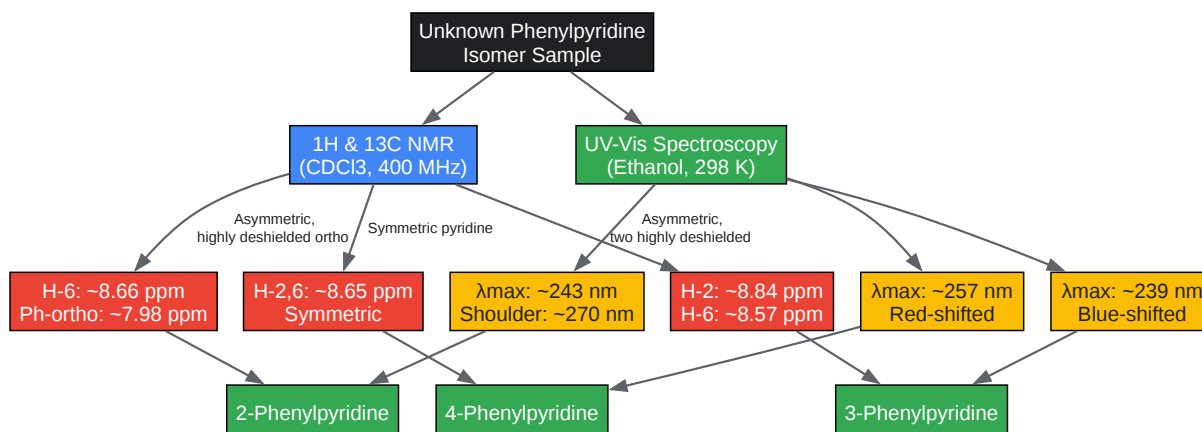 Unknown Phenylpyridine
Isomer Sample
1H & 13C NMR
(CDCl3, 400 MHz)
UV-Vis Spectroscopy
(Ethanol, 298 K)
Asymmetric,
highly deshielded ortho
Symmetric pyridine
Asymmetric,
two highly deshielded
H-6: ~8.66 ppm
Ph-ortho: ~7.98 ppm
H-2,6: ~8.65 ppm
Symmetric
λmax: ~243 nm
Shoulder: ~270 nm
H-2: ~8.84 ppm
H-6: ~8.57 ppm
λmax: ~257 nm
Red-shifted
λmax: ~239 nm
Blue-shifted
2-Phenylpyridine
4-Phenylpyridine
3-Phenylpyridine